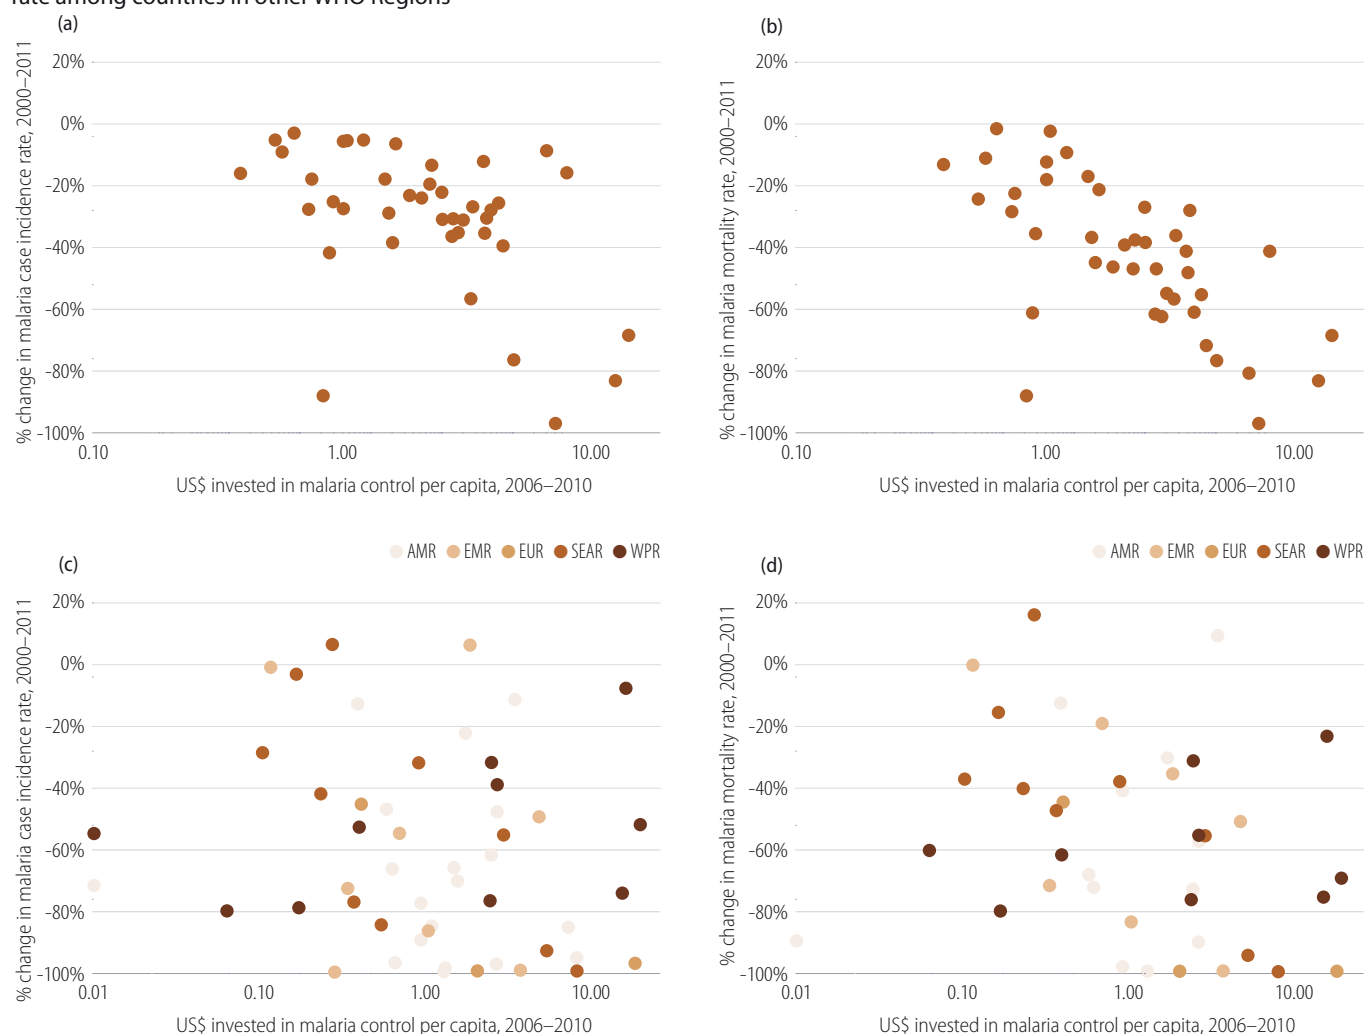 rate among countries in other WHO Regions
(a)
% change in malaria case incidence rate, 2000–2011
20%
0%
-20%
-40%
-60%
-80%
-100%
0.10
1.00
10.00
US$ invested in malaria control per capita, 2006–2010
(b)
% change in malaria mortality rate, 2000–2011
20%
0%
-20%
-40%
-60%
-80%
-100%
0.10
1.00
10.00
US$ invested in malaria control per capita, 2006–2010
AMR EMR EUR SEAR WPR
(c)
% change in malaria case incidence rate, 2000–2011
20%
0%
-20%
-40%
-60%
-80%
-100%
0.01
0.10
1.00
10.00
US$ invested in malaria control per capita, 2006–2010
AMR EMR EUR SEAR WPR
(d)
% change in malaria mortality rate, 2000–2011
20%
0%
-20%
-40%
-60%
-80%
-100%
0.01
0.10
1.00
10.00
US$ invested in malaria control per capita, 2006–2010